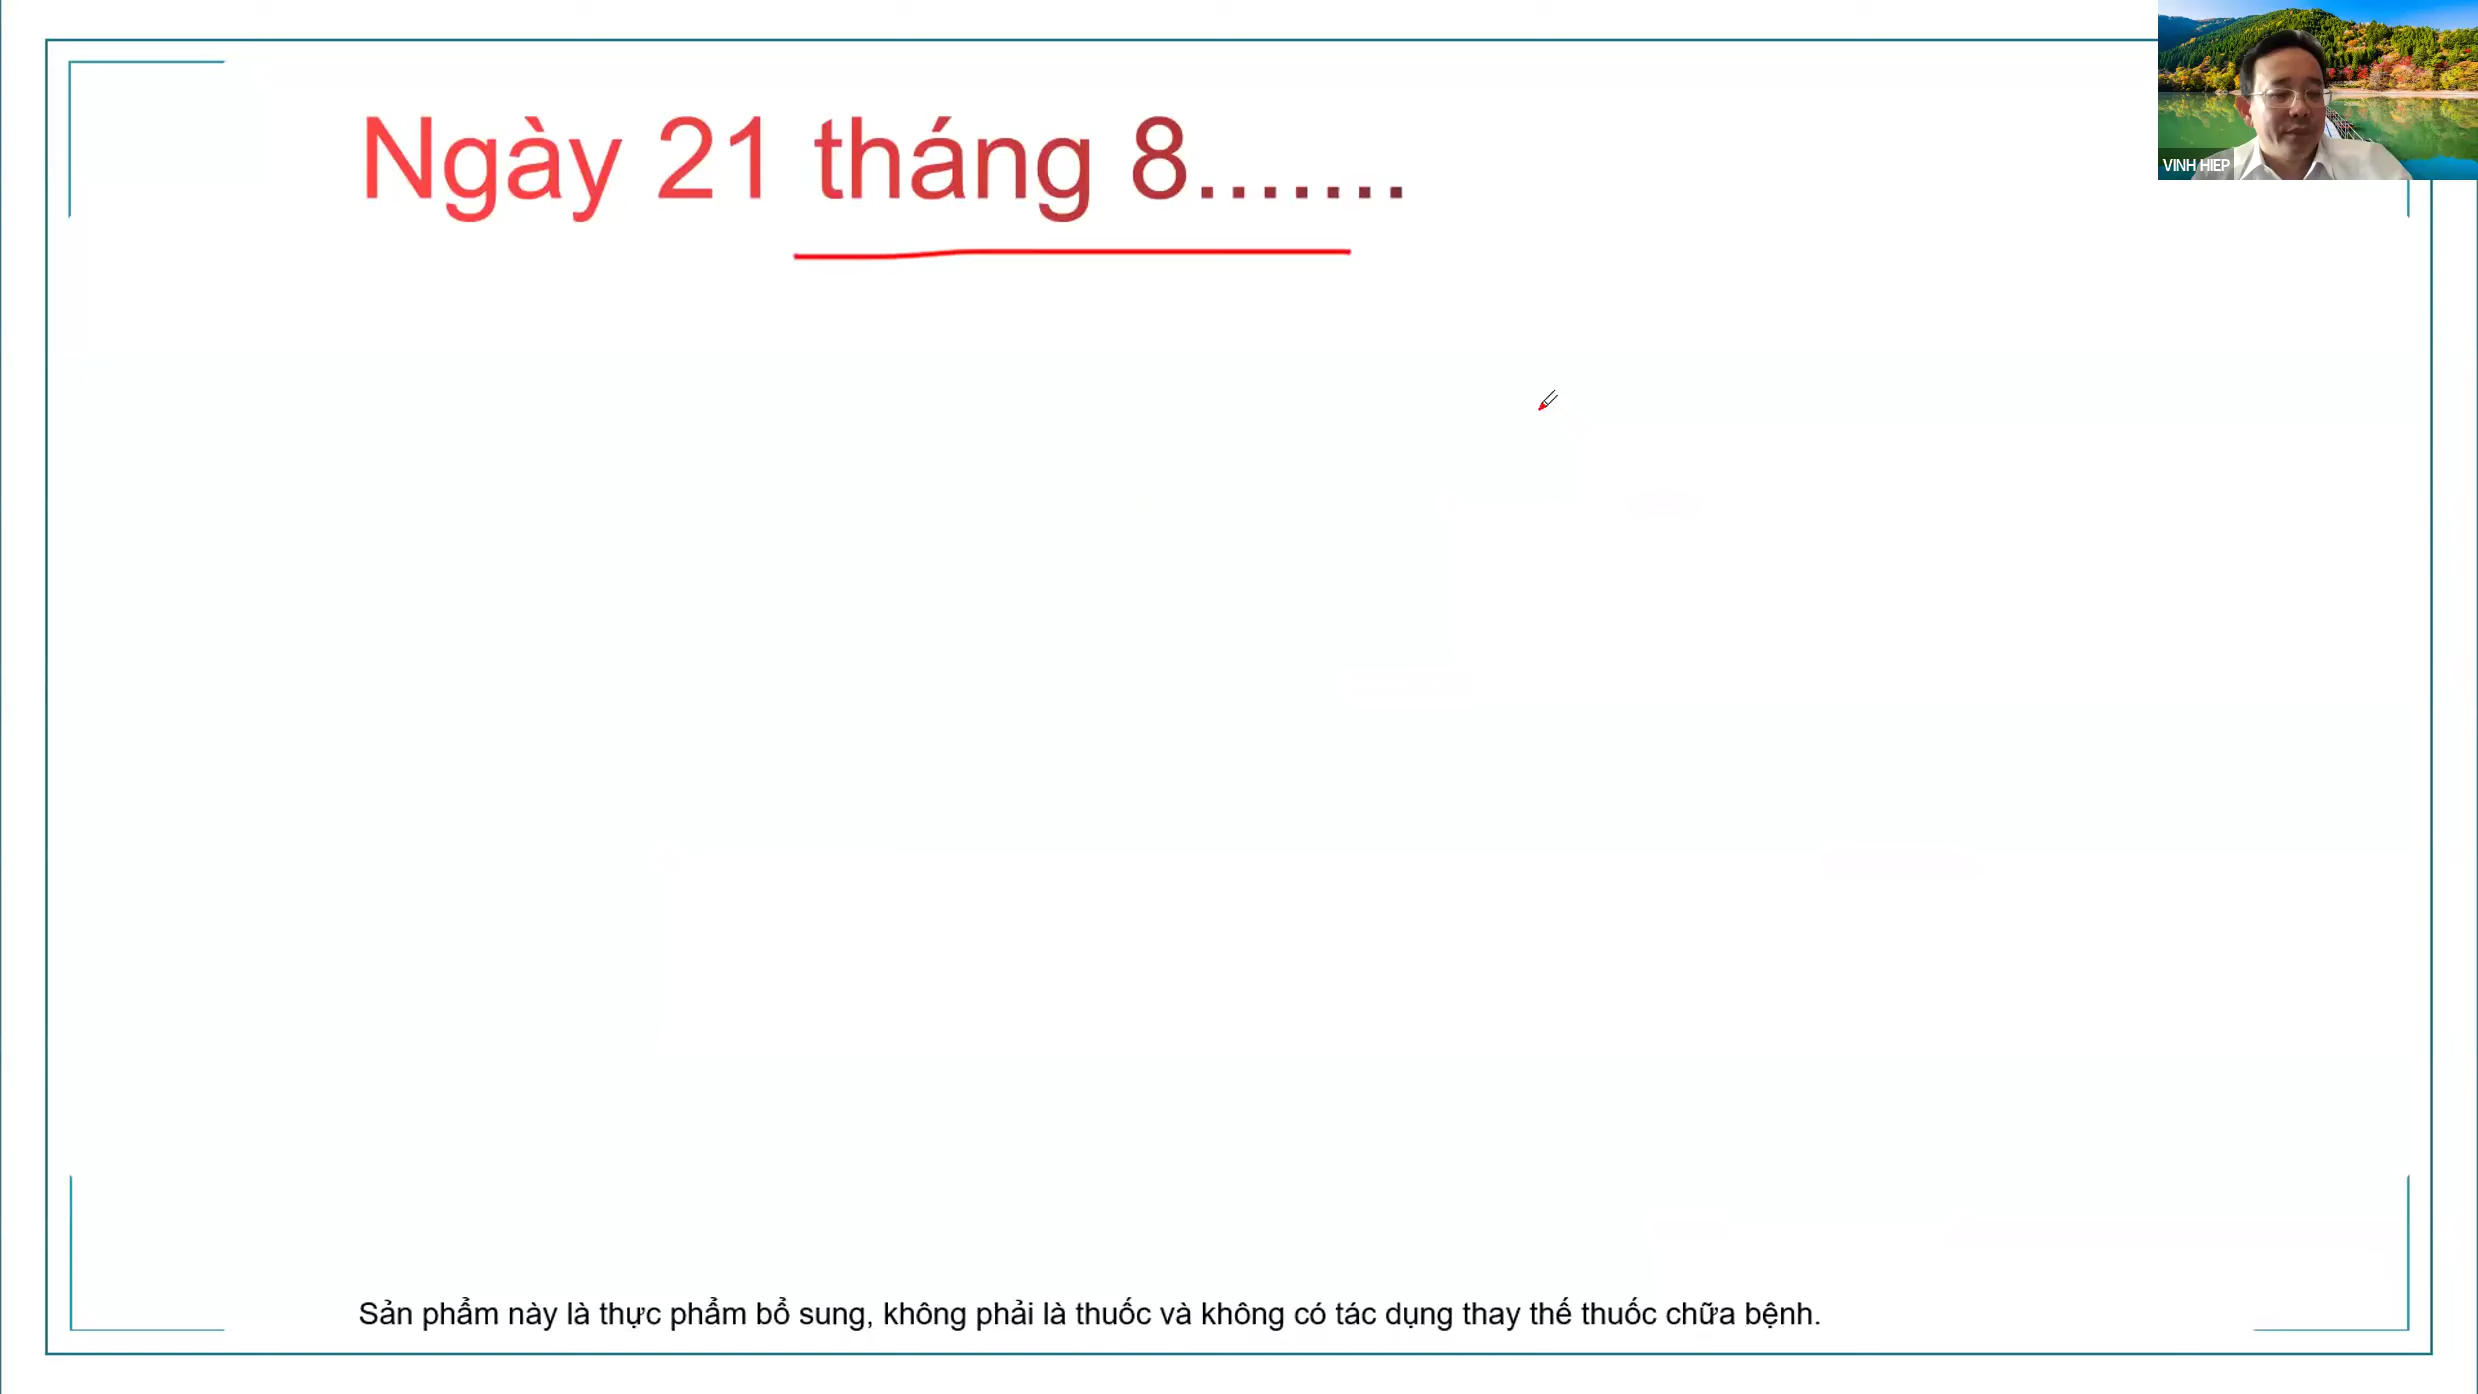 Ngày 21 tháng 8.......
VINH HIEP
Sản phẩm này là thực phẩm bổ sung, không phải là thuốc và không có tác dụng thay thế thuốc chữa bệnh.